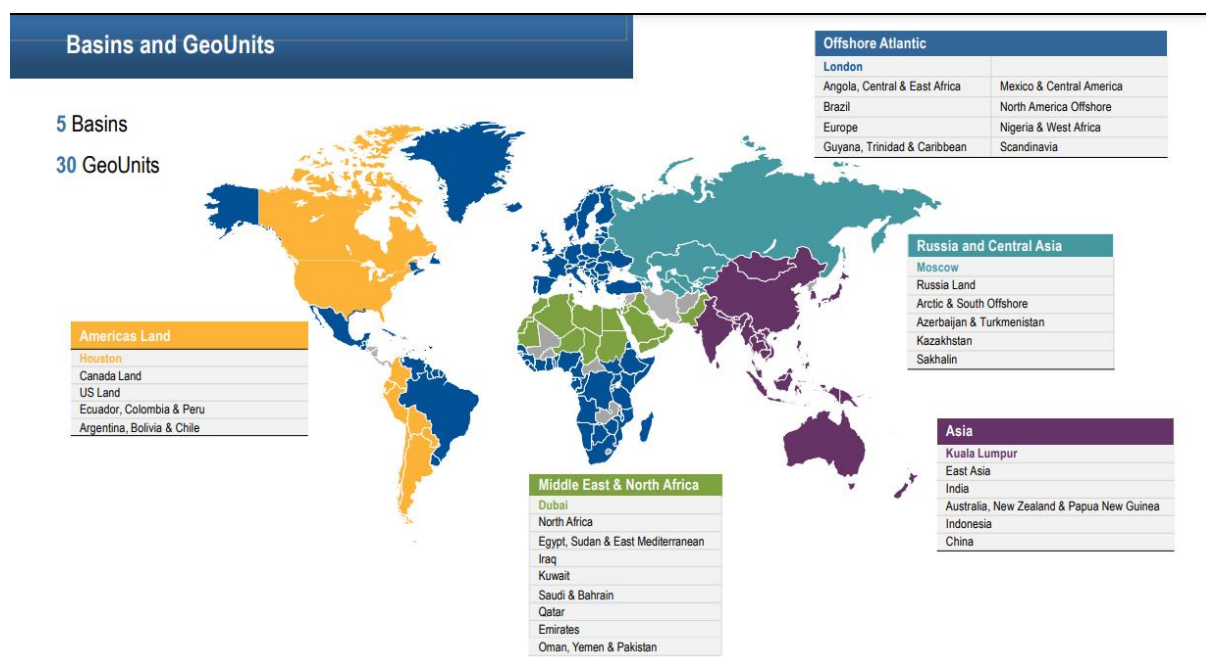 Basins and GeoUnits
5 Basins
30 GeoUnits
Offshore Atlantic
London
Angola, Central & East Africa Mexico & Central America
Brazil North America Offshore
Europe Nigeria & West Africa
Guyana, Trinidad & Caribbean Scandinavia
Russia and Central Asia
Moscow
Russia Land
Arctic & South Offshore
Azerbaijan & Turkmenistan
Kazakhstan
Sakhalin
Americas Land
Houston
Canada Land
US Land
Ecuador, Colombia & Peru
Argentina, Bolivia & Chile
Asia
Kuala Lumpur
East Asia
India
Australia, New Zealand & Papua New Guinea
Indonesia
China
Middle East & North Africa
Dubai
North Africa
Egypt, Sudan & East Mediterranean
Iraq
Kuwait
Saudi & Bahrain
Qatar
Emirates
Oman, Yemen & Pakistan